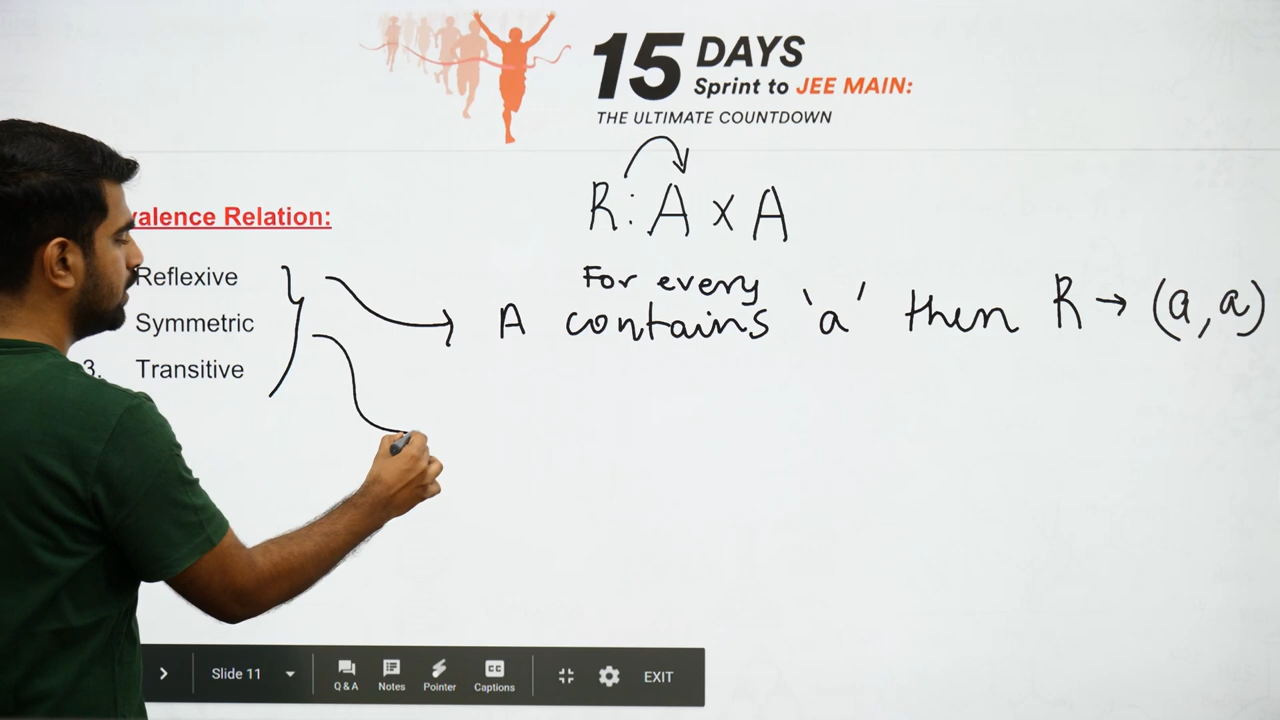 15 DAYS
Sprint to JEE MAIN:
THE ULTIMATE COUNTDOWN
R: A x A
valence Relation:
Reflexive
Symmetric
3. Transitive
For every
A contains 'a' then R → (a, a)
Slide 11
Q & A
Notes
Pointer
CC
Captions
EXIT